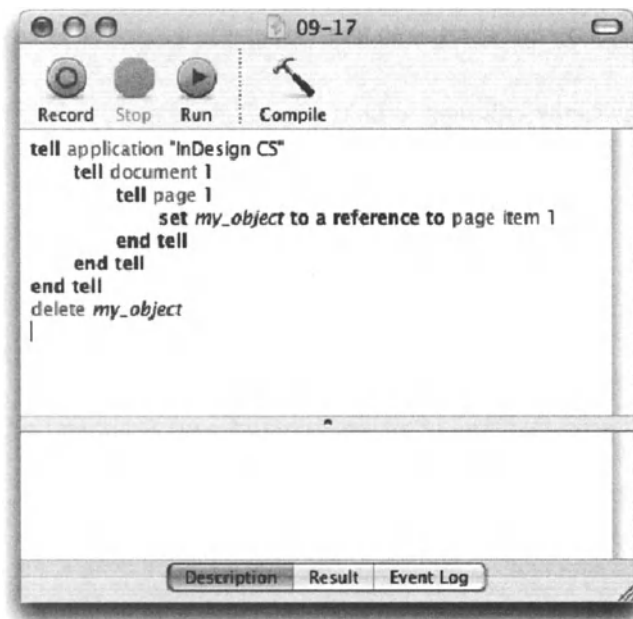 09-17
Record Stop Run Compile
tell application "InDesign CS"
tell document 1
tell page 1
set my_object to a reference to page item 1
end tell
end tell
end tell
delete my_object
Description Result Event Log